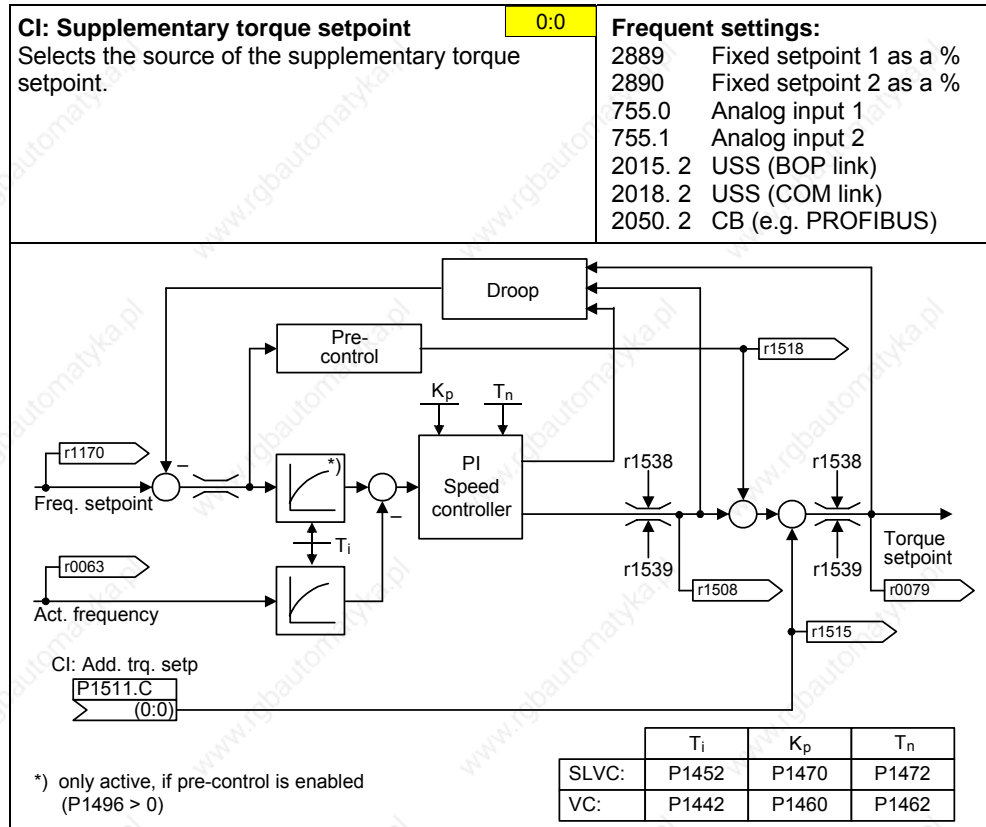 CI: Supplementary torque setpoint
0:0
Selects the source of the supplementary torque
setpoint.
Frequent settings:
2889 Fixed setpoint 1 as a %
2890 Fixed setpoint 2 as a %
755.0 Analog input 1
755.1 Analog input 2
2015. 2 USS (BOP link)
2018. 2 USS (COM link)
2050. 2 CB (e.g. PROFIBUS)
Droop
Pre-
control
r1518
Kp Tn
r1170
–
*)
PI
Speed
controller
r1538
r1538
Freq. setpoint
–
Ti
Torque
setpoint
r0063
r1539
r1539
r1508
r0079
Act. frequency
r1515
CI: Add. trq. setp
P1511.C
(0:0)
Ti Kp Tn
SLVC: P1452 P1470 P1472
VC: P1442 P1460 P1462
*) only active, if pre-control is enabled
(P1496 > 0)
www.rgbautomatyka.pl